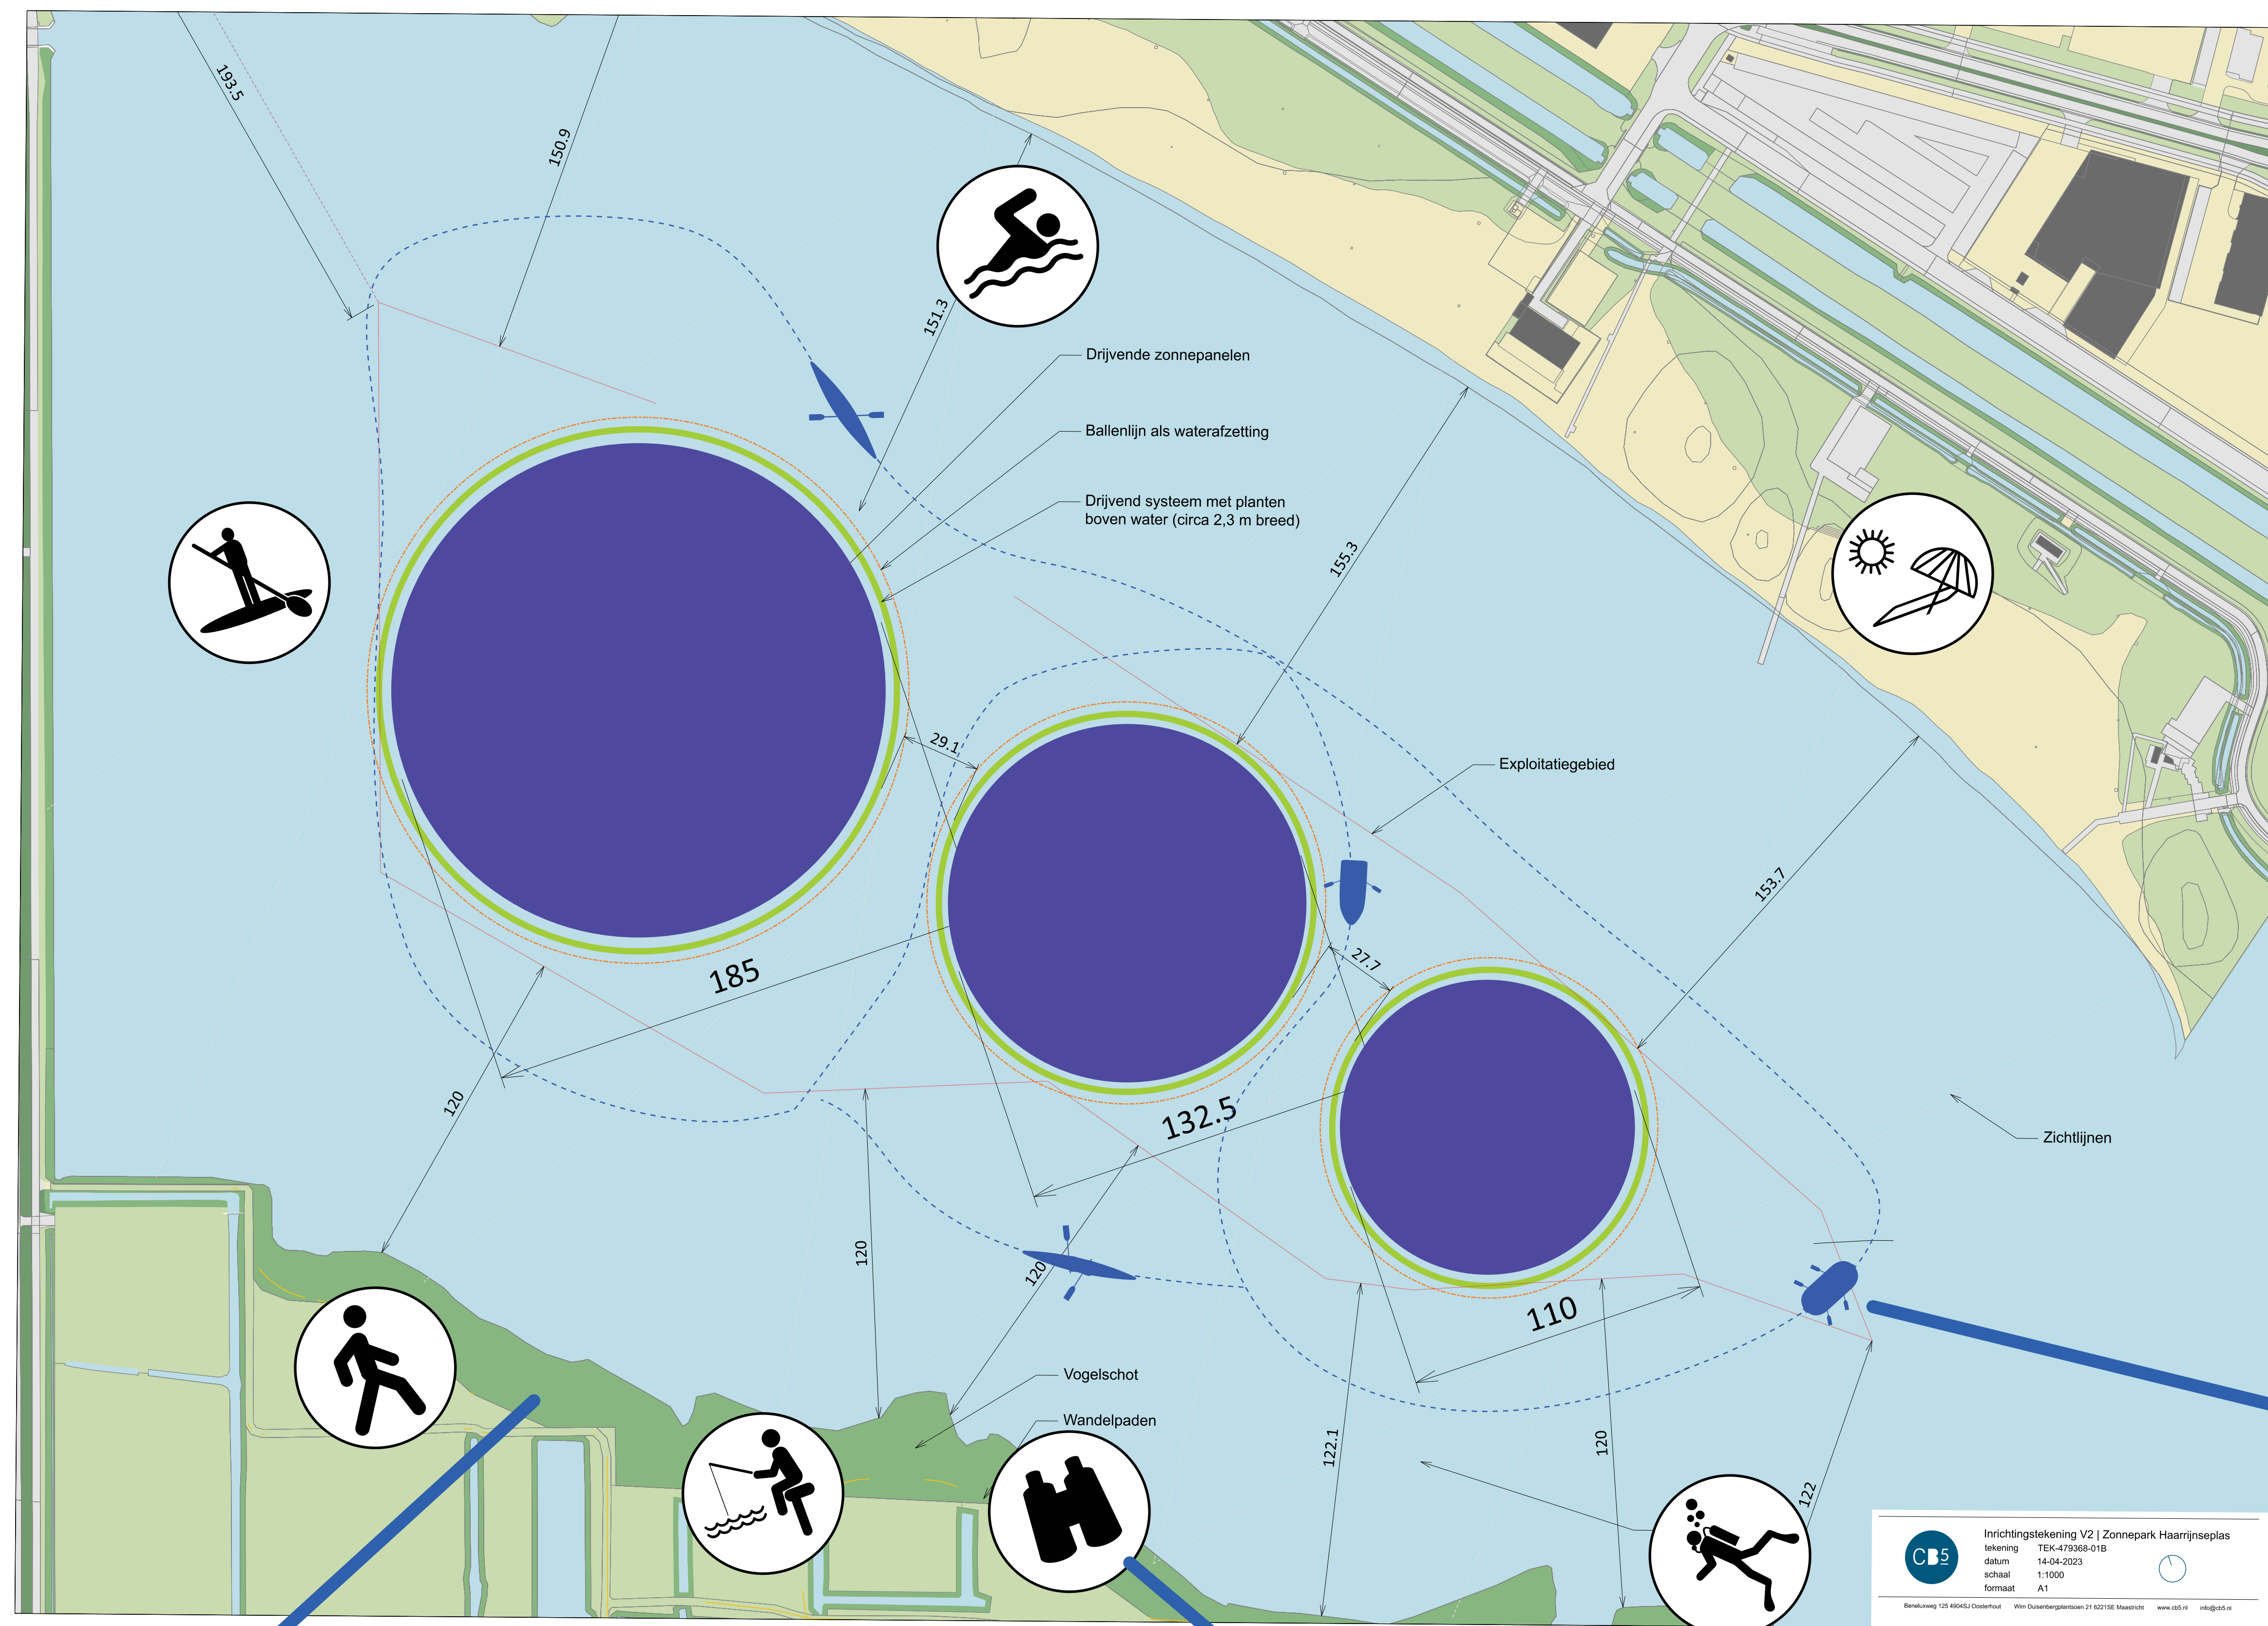 193.5
150.9
151.3
Drijvende zonnepanelen
Ballenlijn als waterafzetting
Drijvend systeem met planten
boven water (circa 2,3 m breed)
155.3
29.1
Exploitatiegebied
153.7
27.7
185
132.5
120
Zichtlijnen
120
120
110
Vogelschot
Wandelpaden
122.1
120
122
CB5
Inrichtingstekening V2 | Zonnepark Haarrijnseplas
tekening TEK-479368-01B
datum 14-04-2023
schaal 1:1000
formaat A1
Beneluxweg 125 4904SJ Oosterhout Wim Duisenbergplantsoen 21 6221SE Maastricht www.cb5.nl info@cb5.nl